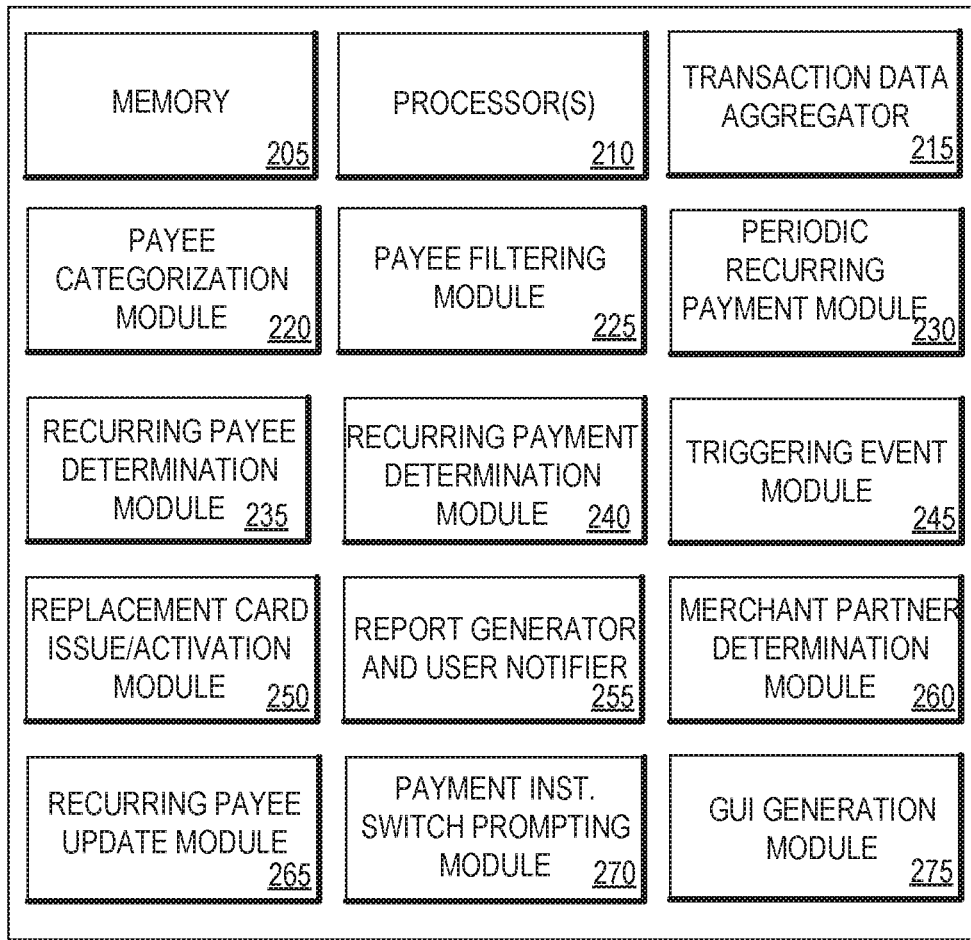 MEMORY
205
PROCESSOR(S)
210
TRANSACTION DATA
AGGREGATOR
215
PAYEE
CATEGORIZATION
MODULE
220
PAYEE FILTERING
MODULE
225
PERIODIC
RECURRING
PAYMENT MODULE
230
RECURRING PAYEE
DETERMINATION
MODULE
235
RECURRING PAYMENT
DETERMINATION
MODULE
240
TRIGGERING EVENT
MODULE
245
REPLACEMENT CARD
ISSUE/ACTIVATION
MODULE
250
REPORT GENERATOR
AND USER NOTIFIER
255
MERCHANT PARTNER
DETERMINATION
MODULE
260
RECURRING PAYEE
UPDATE MODULE
265
PAYMENT INST.
SWITCH PROMPTING
MODULE
270
GUI GENERATION
MODULE
275